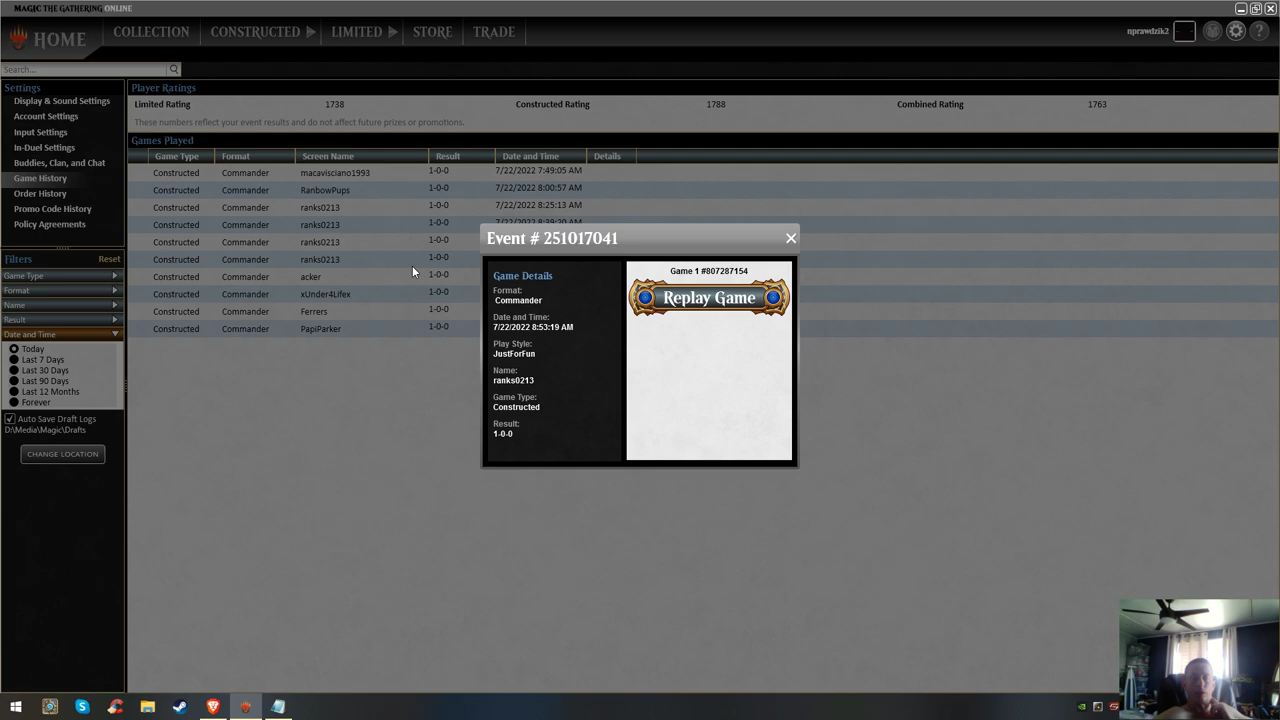 MAGIC THE GATHERING ONLINE
HOME
COLLECTION
CONSTRUCTED
LIMITED
STORE
TRADE
nprawdzik2
?
Search...
Settings
Display & Sound Settings
Account Settings
Input Settings
In-Duel Settings
Buddies, Clan, and Chat
Game History
Order History
Promo Code History
Policy Agreements
Filters Reset
Game Type
Format
Name
Result
Date and Time
Today
Last 7 Days
Last 30 Days
Last 90 Days
Last 12 Months
Forever
Auto Save Draft Logs
D:\Media\Magic\Drafts
CHANGE LOCATION
Player Ratings
Limited Rating 1738 Constructed Rating 1788 Combined Rating 1763
These numbers reflect your event results and do not affect future prizes or promotions.
Games Played
Game Type Format Screen Name Result Date and Time Details
Constructed Commander macavisciano1993 1-0-0 7/22/2022 7:49:05 AM
Constructed Commander RanbowPups 1-0-0 7/22/2022 8:00:57 AM
Constructed Commander ranks0213 1-0-0 7/22/2022 8:25:13 AM
Constructed Commander ranks0213 1-0-0 7/22/2022 8:39:20 AM
Constructed Commander ranks0213 1-0-0
Constructed Commander ranks0213 1-0-0
Constructed Commander acker 1-0-0
Constructed Commander xUnder4Lifex 1-0-0
Constructed Commander Ferrers 1-0-0
Constructed Commander PapiParker 1-0-0
Event # 251017041
Game Details
Format:
Commander
Date and Time:
7/22/2022 8:53:19 AM
Play Style:
JustForFun
Name:
ranks0213
Game Type:
Constructed
Result:
1-0-0
Game 1 #807287154
Replay Game